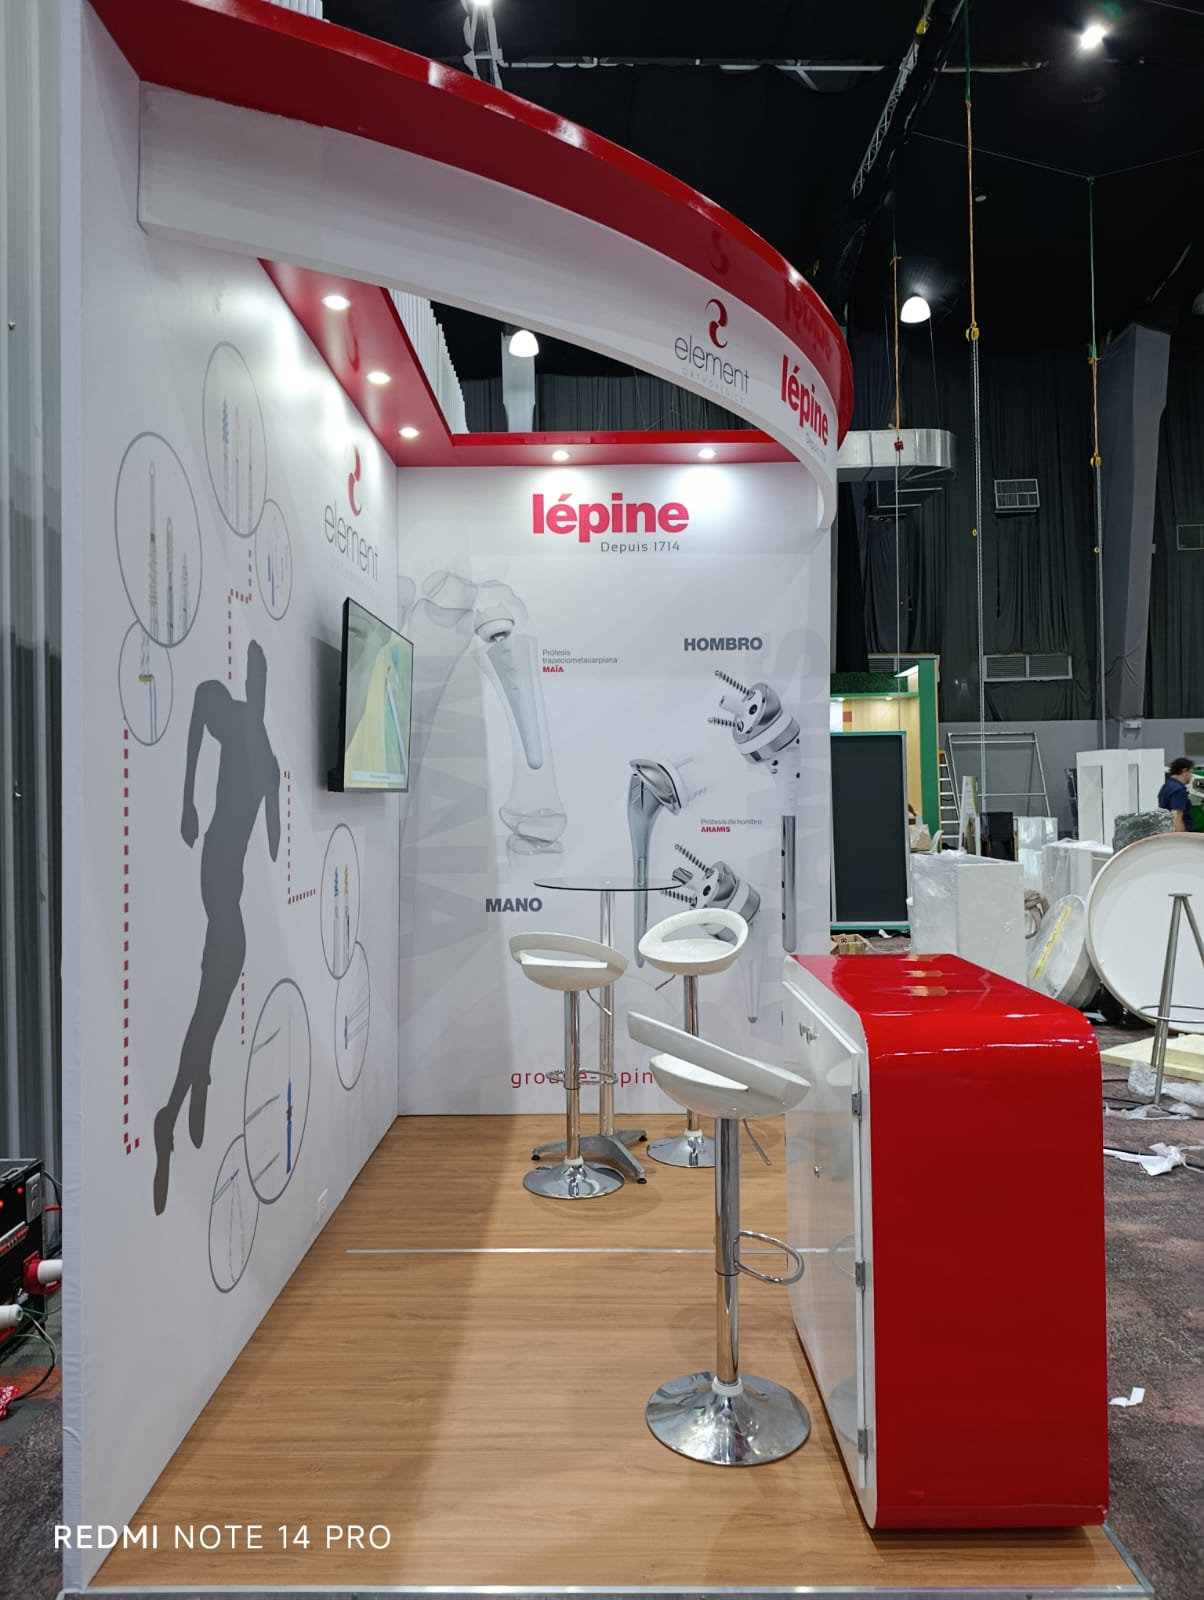 element
ORTHOPEDICS
lépine
element
lépine
Depuis 1714
Prótesis
trapeciometacarpiana
MAÏA
HOMBRO
Prótesis de hombro
ARAMIS
MANO
REDMI NOTE 14 PRO